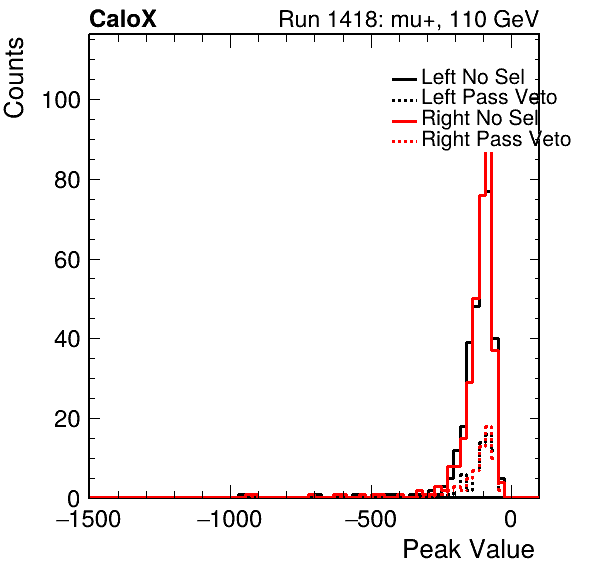 CaloX Run 1418: mu+, 110 GeV
Counts
Left No Sel
Left Pass Veto
Right No Sel
Right Pass Veto
100
80
60
40
20
0
−1500 −1000 −500 0
Peak Value